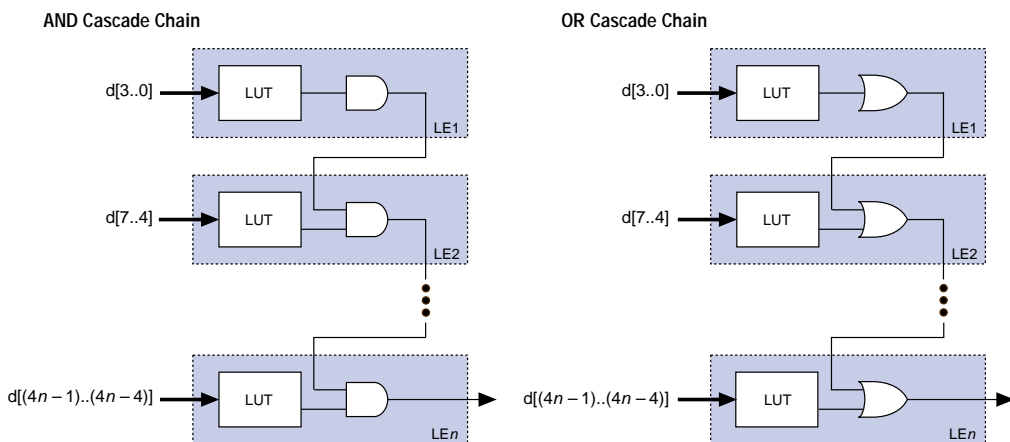 AND Cascade Chain
OR Cascade Chain
d[3..0]
LUT
LE1
d[3..0]
LUT
LE1
d[7..4]
LUT
LE2
d[7..4]
LUT
LE2
d[(4n – 1)..(4n – 4)]
LUT
LEn
d[(4n – 1)..(4n – 4)]
LUT
LEn